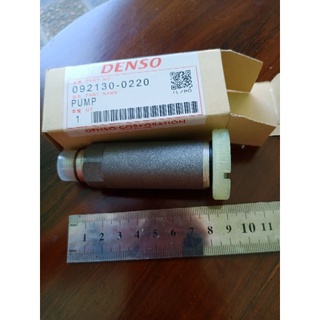 DENSO
092130-0220
PUMP
1
DENSO CORPORATION
1 2 3 4 5 6 7 8 9 10 11